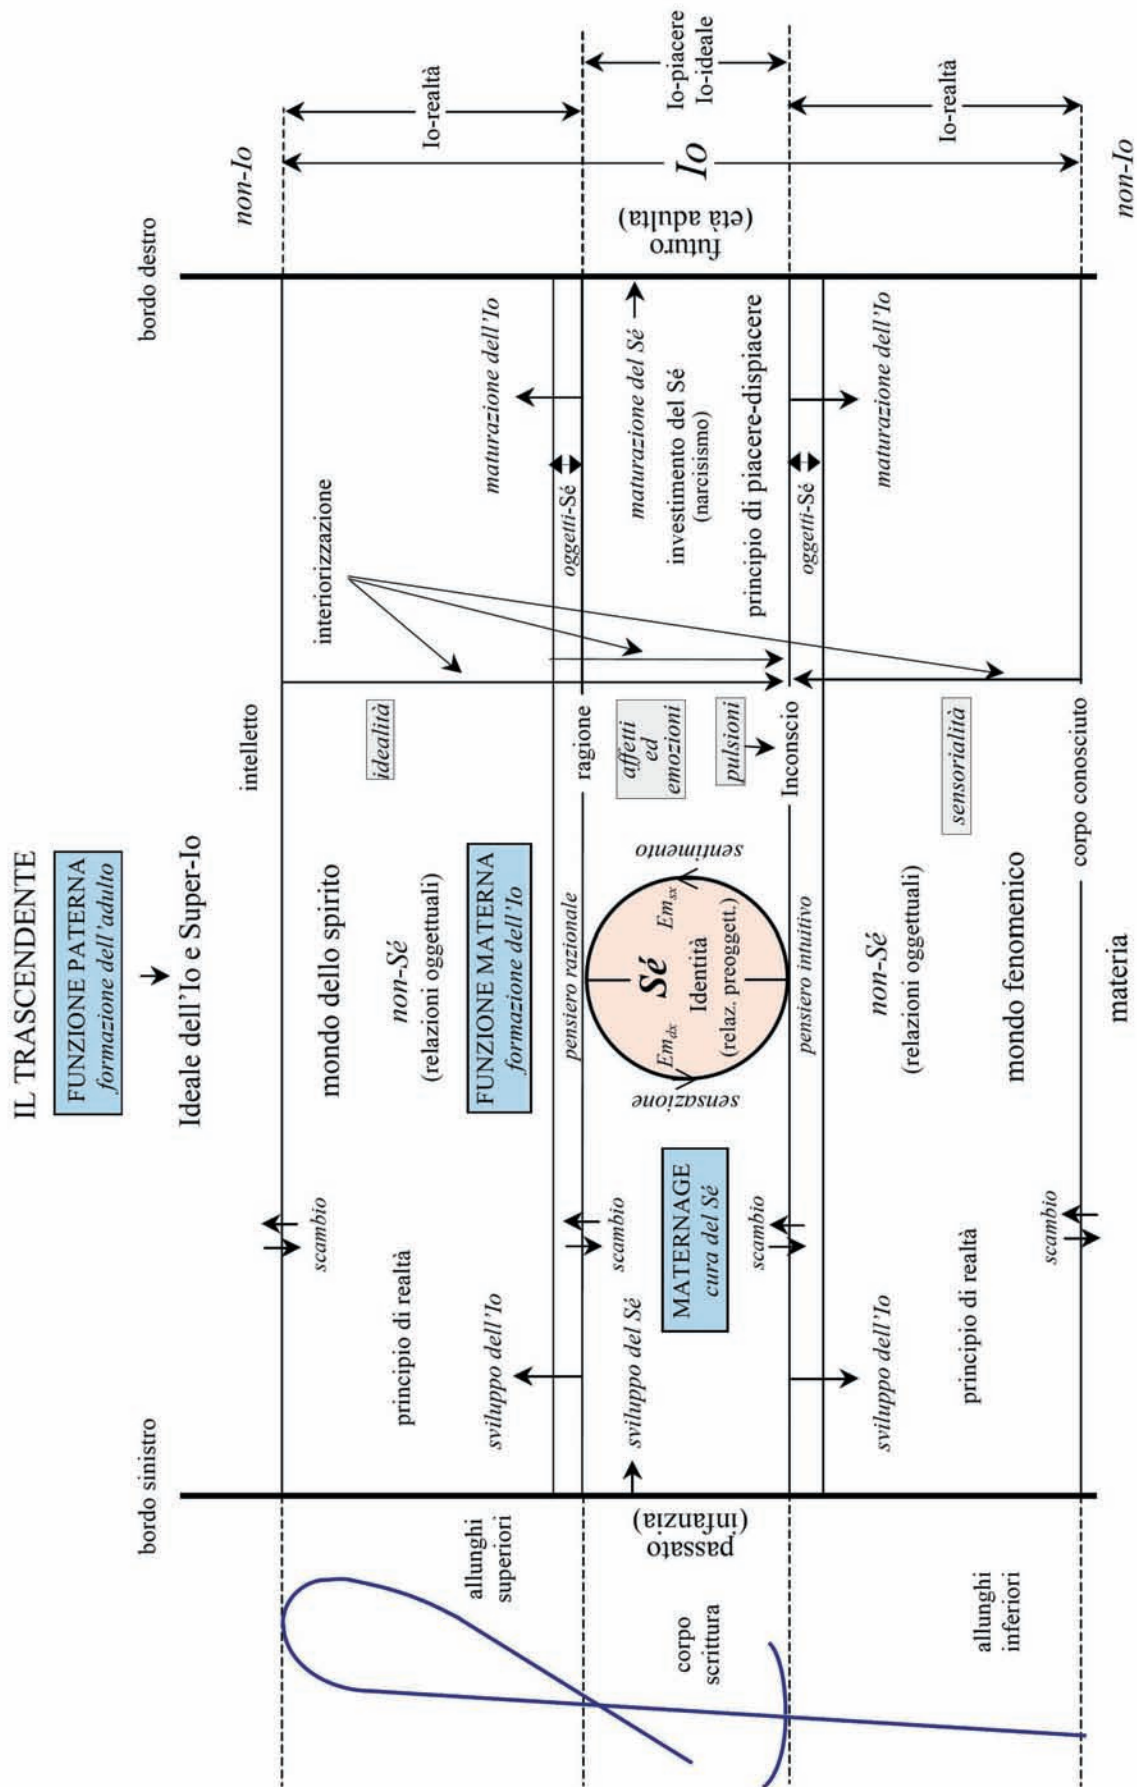 IL TRASCENDENTE
FUNZIONE PATERNA
formazione dell'adulto
Ideale dell'Io e Super-Io
bordo sinistro
bordo destro
non-Io
intelletto
scambio
interiorizzazione
mondo dello spirito
idealità
principio di realtà
non-Sé
(relazioni oggettuali)
Io-realtà
allunghi
superiori
sviluppo dell'Io
FUNZIONE MATERNA
formazione dell'Io
maturazione dell'Io
oggetti-Sé
pensiero razionale
ragione
scambio
passato
(infanzia)
sviluppo del Sé
MATERNAGE
cura del Sé
sensazione
Em dx
Sé
Identità
(relaz. preoggett.)
Em sx
sentimento
affetti
ed
emozioni
pulsioni
maturazione del Sé
investimento del Sé
(narcisismo)
principio di piacere-dispiacere
futuro
(età adulta)
Io
Io-piacere
Io-ideale
corpo
scrittura
scambio
pensiero intuitivo
Inconscio
oggetti-Sé
sviluppo dell'Io
non-Sé
(relazioni oggettuali)
maturazione dell'Io
allunghi
inferiori
principio di realtà
mondo fenomenico
sensorialità
Io-realtà
scambio
corpo conosciuto
materia
non-Io